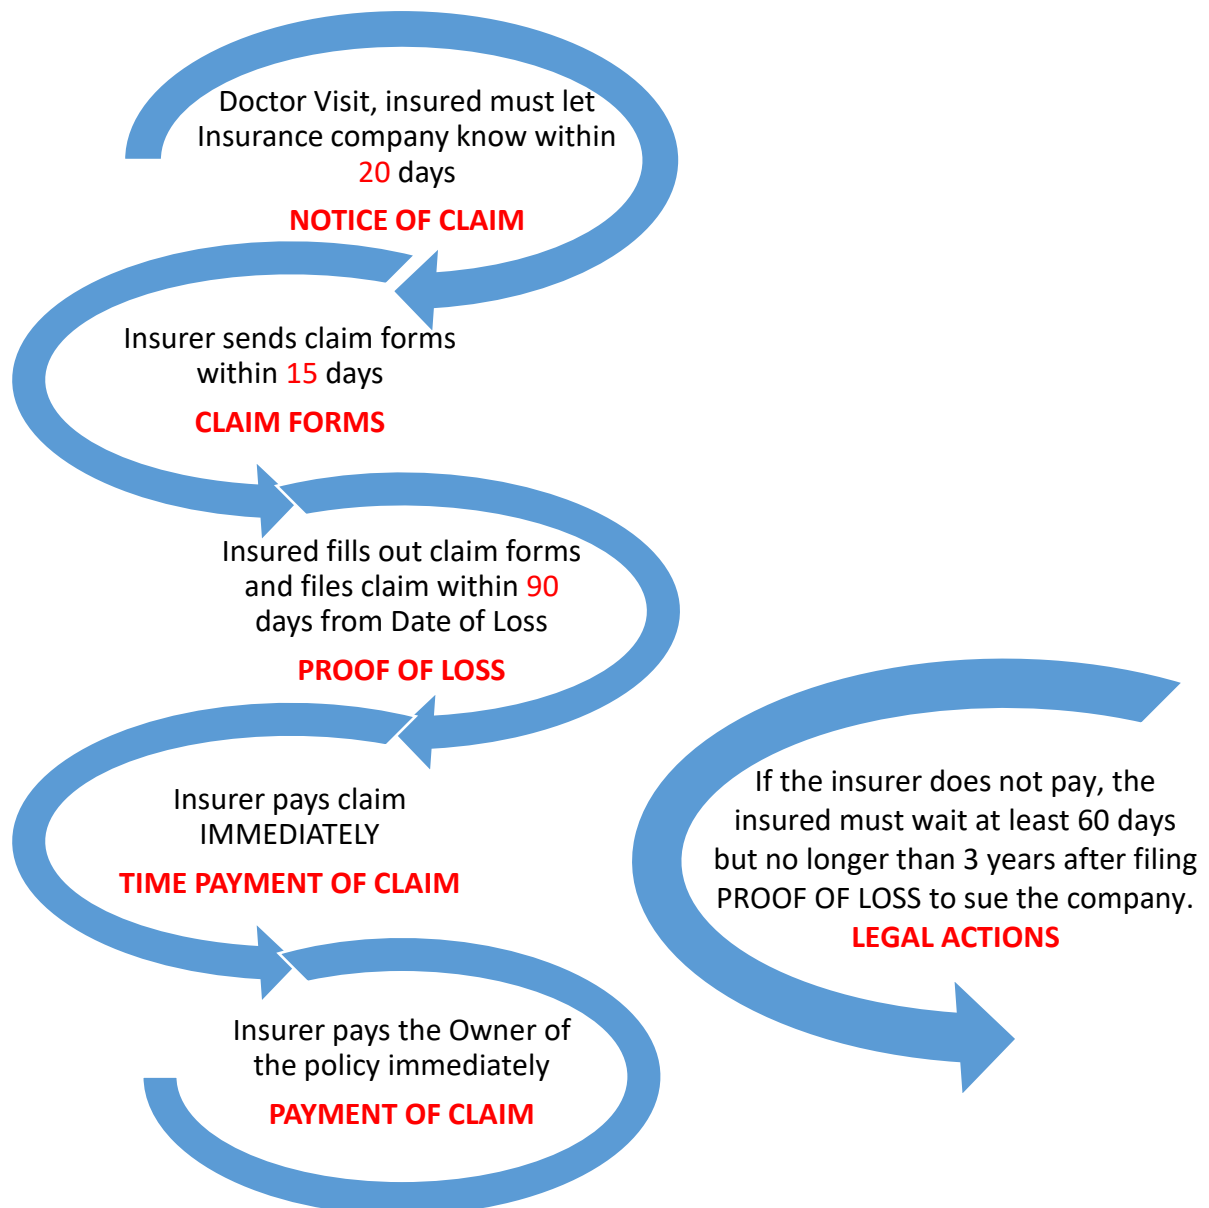 Doctor Visit, insured must let
Insurance company know within
20 days
NOTICE OF CLAIM
Insurer sends claim forms
within 15 days
CLAIM FORMS
Insured fills out claim forms
and files claim within 90
days from Date of Loss
PROOF OF LOSS
Insurer pays claim
IMMEDIATELY
TIME PAYMENT OF CLAIM
Insurer pays the Owner of
the policy immediately
PAYMENT OF CLAIM
If the insurer does not pay, the
insured must wait at least 60 days
but no longer than 3 years after filing
PROOF OF LOSS to sue the company.
LEGAL ACTIONS